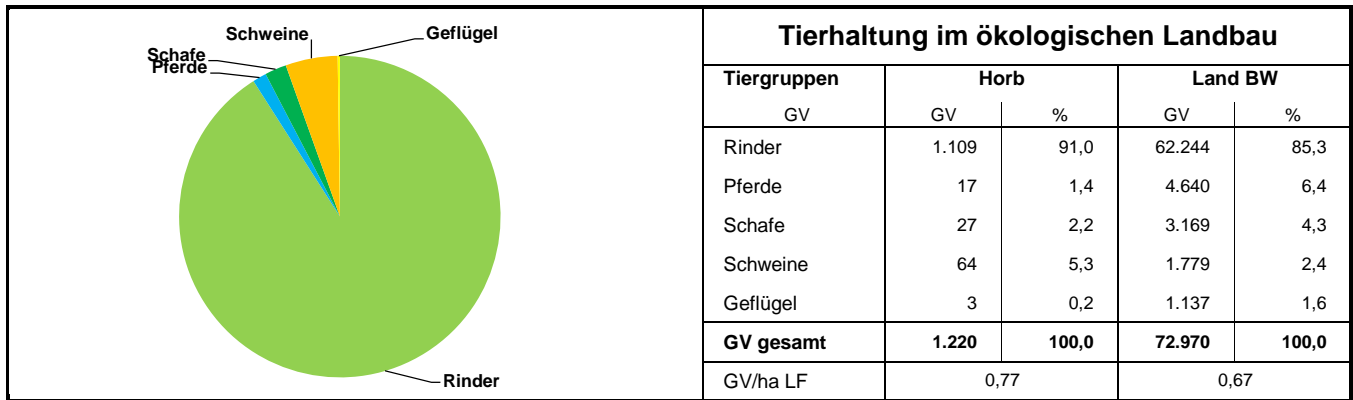 Schweine
Geflügel
Schafe
Pferde
Rinder
Tierhaltung im ökologischen Landbau
Tiergruppen Horb Land BW
GV GV % GV %
Rinder 1.109 91,0 62.244 85,3
Pferde 17 1,4 4.640 6,4
Schafe 27 2,2 3.169 4,3
Schweine 64 5,3 1.779 2,4
Geflügel 3 0,2 1.137 1,6
GV gesamt 1.220 100,0 72.970 100,0
GV/ha LF 0,77 0,67